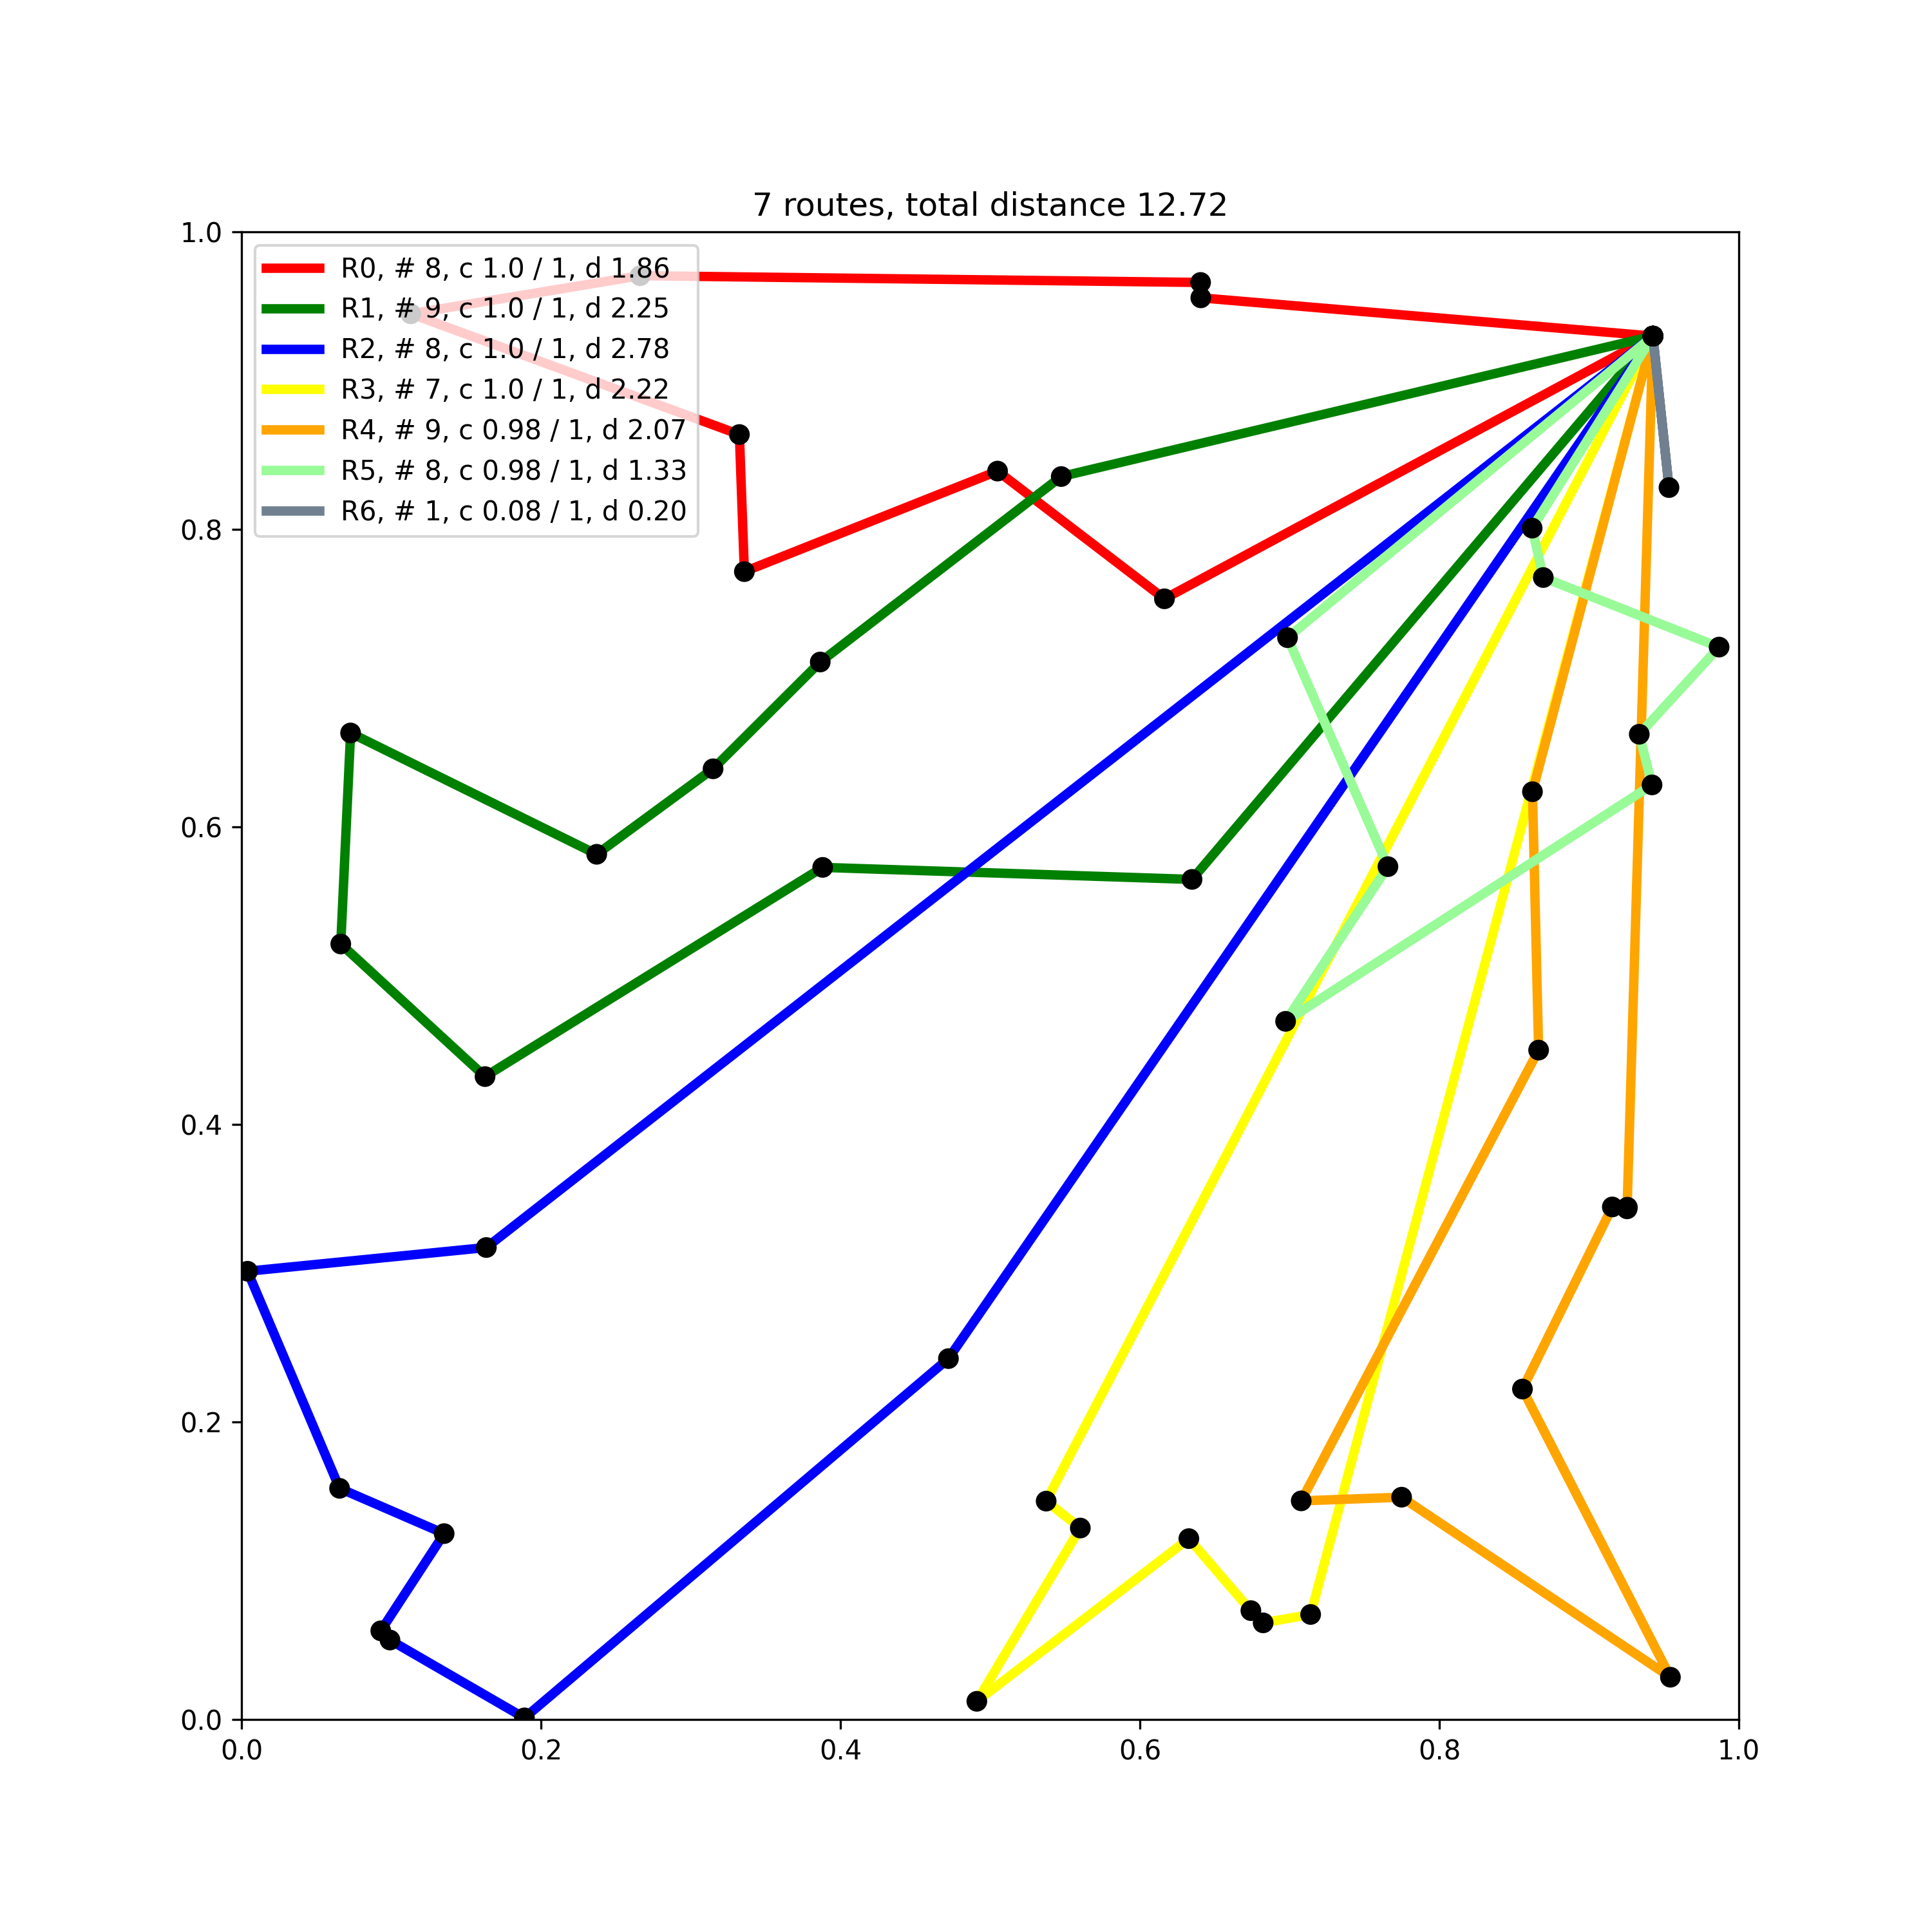 7 routes, total distance 12.72
1.0
R0, # 8, c 1.0 / 1, d 1.86
R1, # 9, c 1.0 / 1, d 2.25
R2, # 8, c 1.0 / 1, d 2.78
R3, # 7, c 1.0 / 1, d 2.22
R4, # 9, c 0.98 / 1, d 2.07
R5, # 8, c 0.98 / 1, d 1.33
R6, # 1, c 0.08 / 1, d 0.20
0.8
0.6
0.4
0.2
0.0
0.0 0.2 0.4 0.6 0.8 1.0